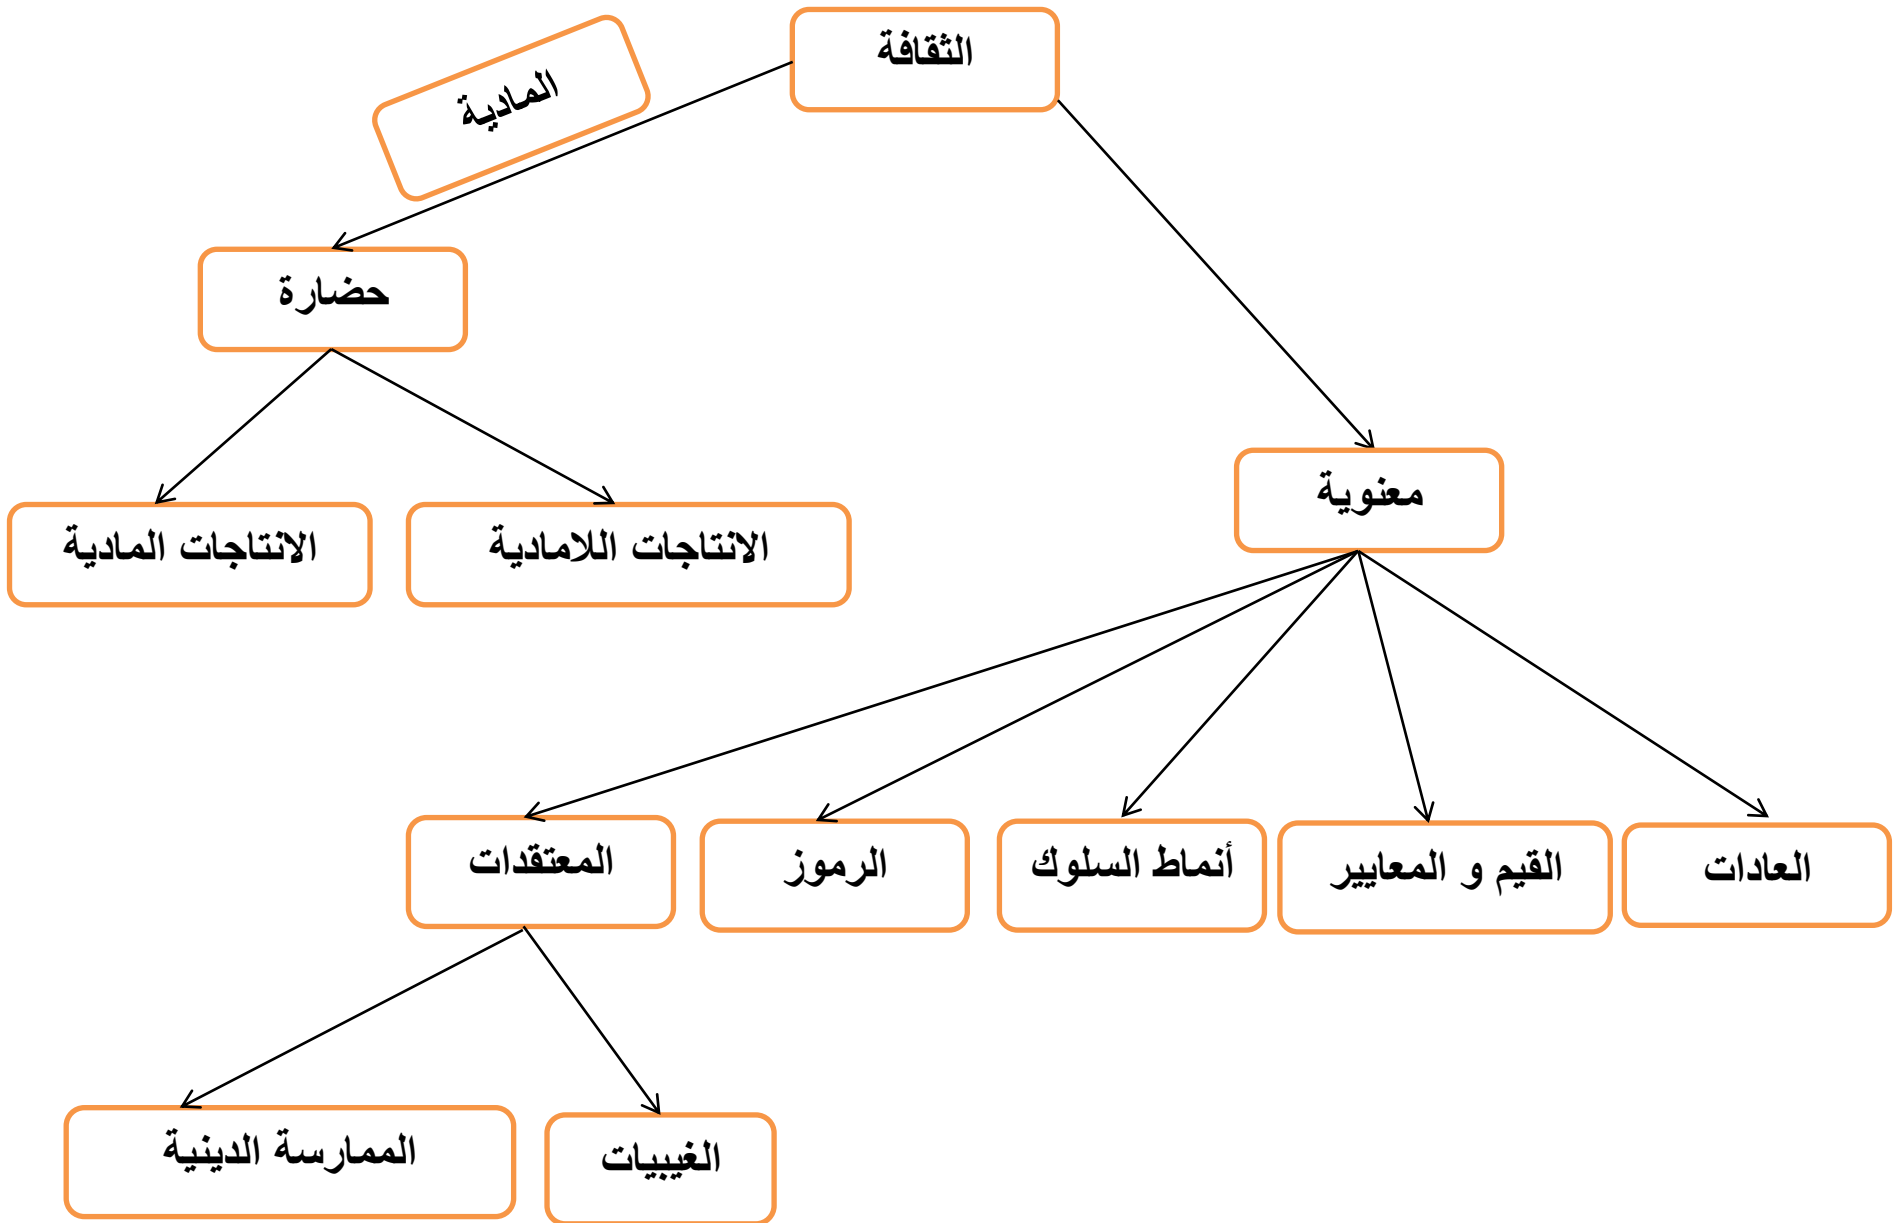 الثقافة
المادية
حضارة
معنوية
الانتاجات اللامادية
الانتاجات المادية
العادات
القيم و المعايير
أنماط السلوك
الرموز
المعتقدات
الغيبيات
الممارسة الدينية